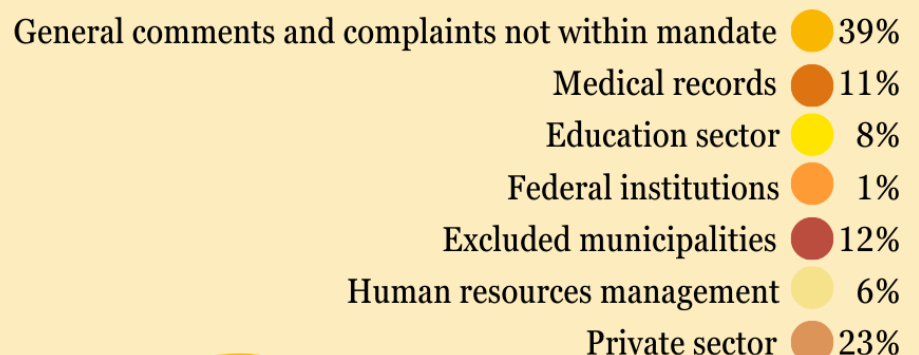 General comments and complaints not within mandate 39%
Medical records 11%
Education sector 8%
Federal institutions 1%
Excluded municipalities 12%
Human resources management 6%
Private sector 23%